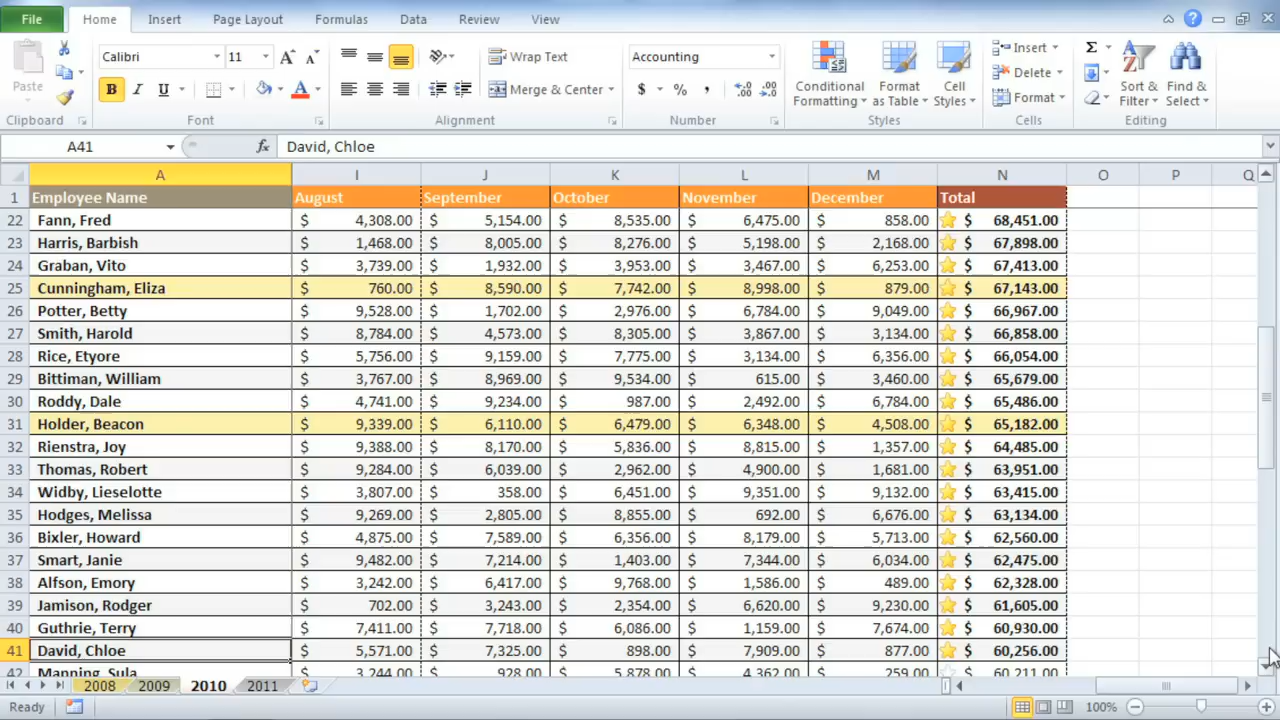 File Home Insert Page Layout Formulas Data Review View
Paste Calibri 11 Wrap Text Accounting Conditional Formatting Format as Table Cell Styles Insert Sort & Filter Find & Select
B I U Merge & Center $ % , Delete
Format
Clipboard Font Alignment Number Styles Cells Editing
A41 fx David, Chloe
A I J K L M N O P Q
1 Employee Name August September October November December Total
22 Fann, Fred $ 4,308.00 $ 5,154.00 $ 8,535.00 $ 6,475.00 $ 858.00 $ 68,451.00
23 Harris, Barbish $ 1,468.00 $ 8,005.00 $ 8,276.00 $ 5,198.00 $ 2,168.00 $ 67,898.00
24 Graban, Vito $ 3,739.00 $ 1,932.00 $ 3,953.00 $ 3,467.00 $ 6,253.00 $ 67,413.00
25 Cunningham, Eliza $ 760.00 $ 8,590.00 $ 7,742.00 $ 8,998.00 $ 879.00 $ 67,143.00
26 Potter, Betty $ 9,528.00 $ 1,702.00 $ 2,976.00 $ 6,784.00 $ 9,049.00 $ 66,967.00
27 Smith, Harold $ 8,784.00 $ 4,573.00 $ 8,305.00 $ 3,867.00 $ 3,134.00 $ 66,858.00
28 Rice, Etyore $ 5,756.00 $ 9,159.00 $ 7,775.00 $ 3,134.00 $ 6,356.00 $ 66,054.00
29 Bittiman, William $ 3,767.00 $ 8,969.00 $ 9,534.00 $ 615.00 $ 3,460.00 $ 65,679.00
30 Roddy, Dale $ 4,741.00 $ 9,234.00 $ 987.00 $ 2,492.00 $ 6,784.00 $ 65,486.00
31 Holder, Beacon $ 9,339.00 $ 6,110.00 $ 6,479.00 $ 6,348.00 $ 4,508.00 $ 65,182.00
32 Rienstra, Joy $ 9,388.00 $ 8,170.00 $ 5,836.00 $ 8,815.00 $ 1,357.00 $ 64,485.00
33 Thomas, Robert $ 9,284.00 $ 6,039.00 $ 2,962.00 $ 4,900.00 $ 1,681.00 $ 63,951.00
34 Widby, Lieselotte $ 3,807.00 $ 358.00 $ 6,451.00 $ 9,351.00 $ 9,132.00 $ 63,415.00
35 Hodges, Melissa $ 9,269.00 $ 2,805.00 $ 8,855.00 $ 692.00 $ 6,676.00 $ 63,134.00
36 Bixler, Howard $ 4,875.00 $ 7,589.00 $ 6,356.00 $ 8,179.00 $ 5,713.00 $ 62,560.00
37 Smart, Janie $ 9,482.00 $ 7,214.00 $ 1,403.00 $ 7,344.00 $ 6,034.00 $ 62,475.00
38 Alfson, Emory $ 3,242.00 $ 6,417.00 $ 9,768.00 $ 1,586.00 $ 489.00 $ 62,328.00
39 Jamison, Rodger $ 702.00 $ 3,243.00 $ 2,354.00 $ 6,620.00 $ 9,230.00 $ 61,605.00
40 Guthrie, Terry $ 7,411.00 $ 7,718.00 $ 6,086.00 $ 1,159.00 $ 7,674.00 $ 60,930.00
41 David, Chloe $ 5,571.00 $ 7,325.00 $ 898.00 $ 7,909.00 $ 877.00 $ 60,256.00
42 Manning, Sula $ 3,244.00 $ 928.00 $ 5,878.00 $ 4,362.00 $ 259.00 $ 60,211.00
2008 2009 2010 2011
Ready 100%